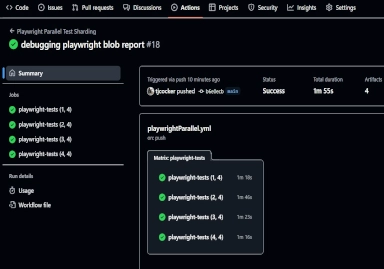 Code Issues Pull requests Discussions Actions Projects Security Insights Settings
← Playwright Parallel Test Sharding
debugging playwright blob report #18
Summary
Jobs
playwright-tests (1, 4)
playwright-tests (2, 4)
playwright-tests (3, 4)
playwright-tests (4, 4)
Run details
Usage
Workflow file
Triggered via push 10 minutes ago
tjcocker pushed main
Status
Success
Total duration
1m 55s
Artifacts
4
playwrightParallel.yml
on: push
Matrix: playwright-tests
playwright-tests (1, 4) 1m 18s
playwright-tests (2, 4) 1m 46s
playwright-tests (3, 4) 1m 23s
playwright-tests (4, 4) 1m 16s